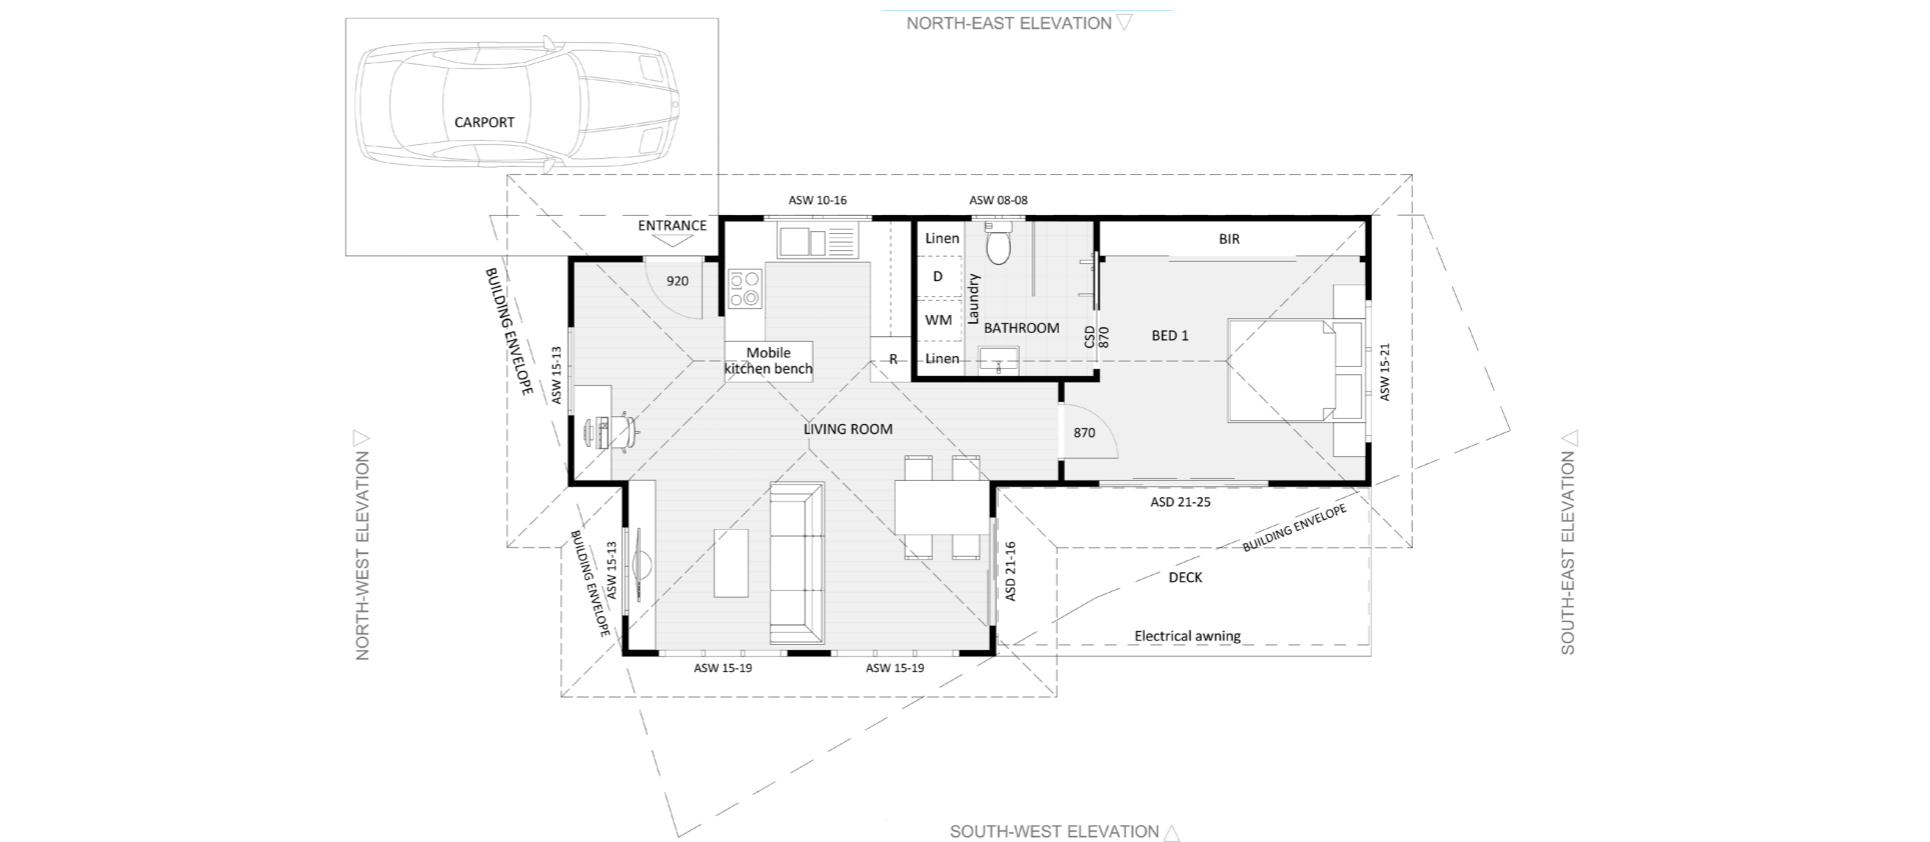 NORTH-EAST ELEVATION
CARPORT
ENTRANCE
ASW 10-16
ASW 08-08
920
Linen
D
WM
Linen
Laundry
BATHROOM
CSD
870
BIR
BED 1
ASW 15-21
BUILDING ENVELOPE
ASW 15-13
Mobile
kitchen bench
R
LIVING ROOM
870
NORTH-WEST ELEVATION
SOUTH-EAST ELEVATION
ASD 21-25
BUILDING ENVELOPE
BUILDING ENVELOPE
ASW 15-13
ASD 21-16
DECK
Electrical awning
ASW 15-19
ASW 15-19
SOUTH-WEST ELEVATION